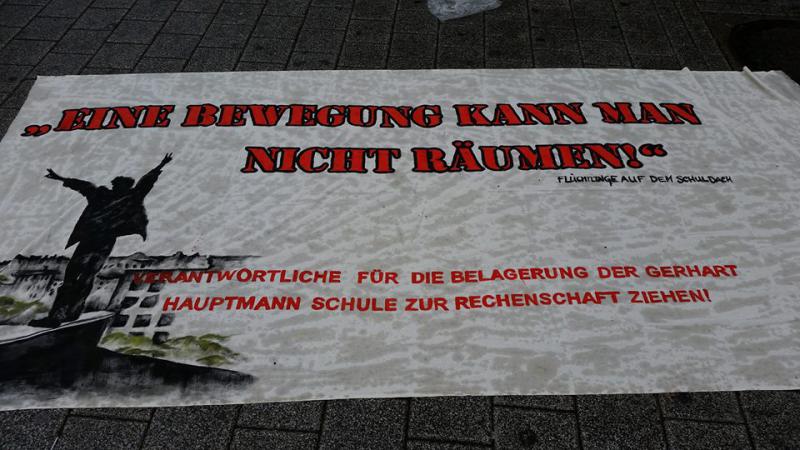 „EINE BEWEGUNG KANN MAN
NICHT RÄUMEN!“
FLÜCHTLINGE AUF DEM SCHULDACH
VERANTWORTLICHE FÜR DIE BELAGERUNG DER GERHART
HAUPTMANN SCHULE ZUR RECHENSCHAFT ZIEHEN!